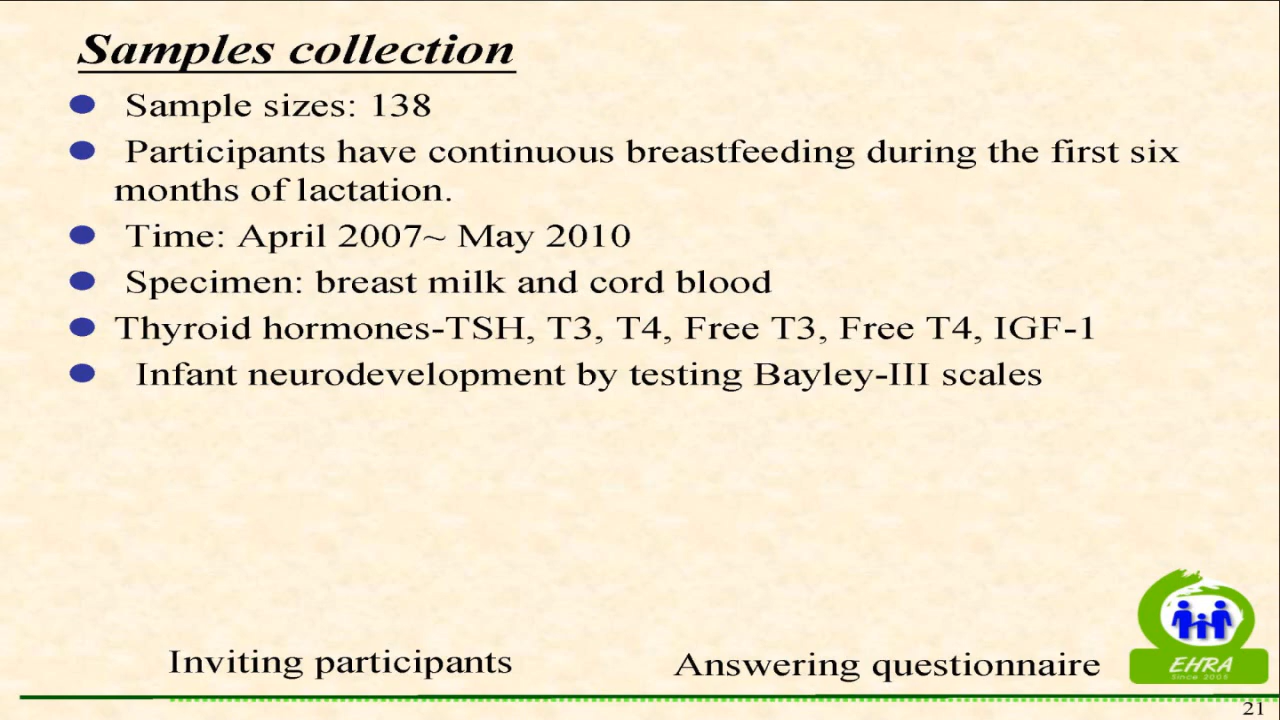 Samples collection
Sample sizes: 138
Participants have continuous breastfeeding during the first six
months of lactation.
Time: April 2007~ May 2010
Specimen: breast milk and cord blood
Thyroid hormones-TSH, T3, T4, Free T3, Free T4, IGF-1
Infant neurodevelopment by testing Bayley-III scales
Inviting participants
Answering questionnaire
EHRA
Since 2005
21